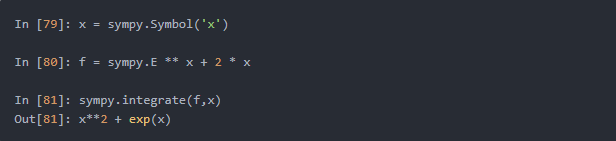 In [79]: x = sympy.Symbol('x')
In [80]: f = sympy.E ** x + 2 * x
In [81]: sympy.integrate(f,x)
Out[81]: x**2 + exp(x)